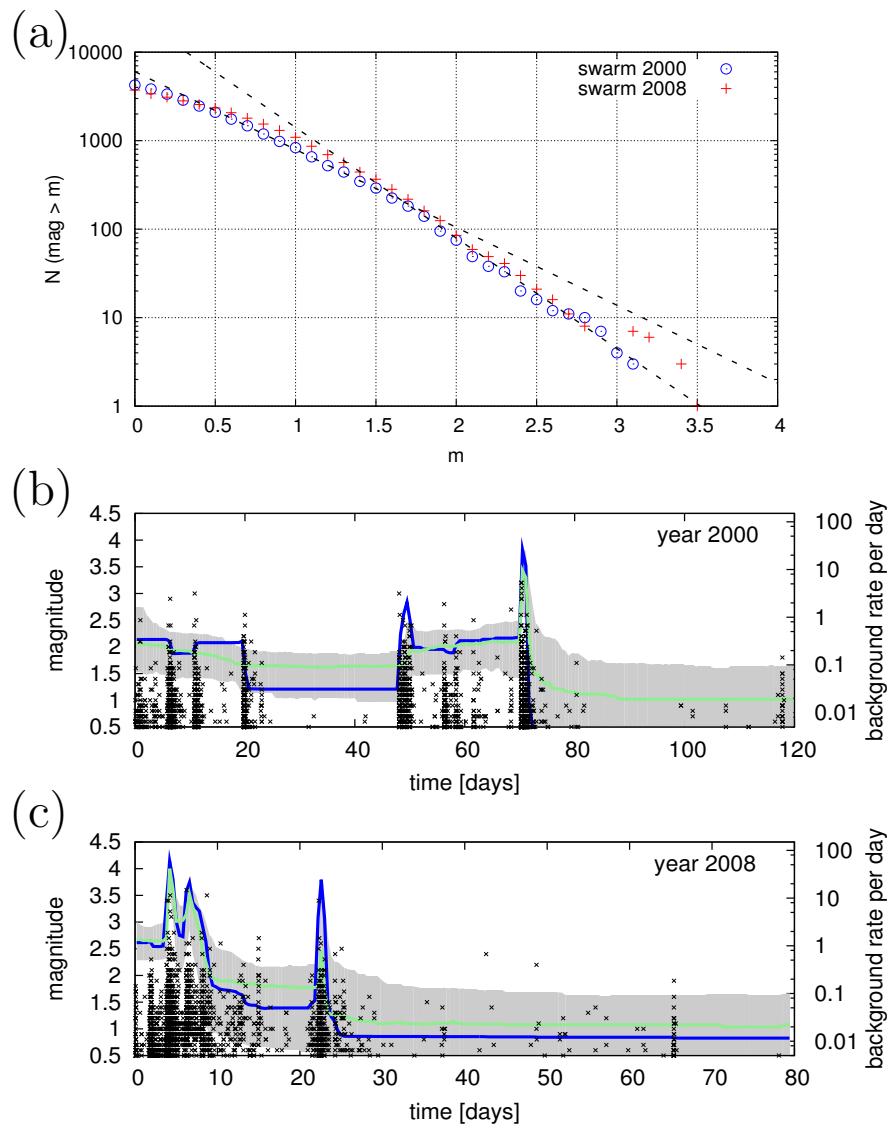 (a)
10000
1000
100
10
1
N (mag > m)
swarm 2000
swarm 2008
0 0.5 1 1.5 2 2.5 3 3.5 4
m
(b)
4.5
4
3.5
3
2.5
2
1.5
1
0.5
magnitude
year 2000
100
10
1
0.1
0.01
background rate per day
0 20 40 60 80 100 120
time [days]
(c)
4.5
4
3.5
3
2.5
2
1.5
1
0.5
magnitude
year 2008
100
10
1
0.1
0.01
background rate per day
0 10 20 30 40 50 60 70 80
time [days]